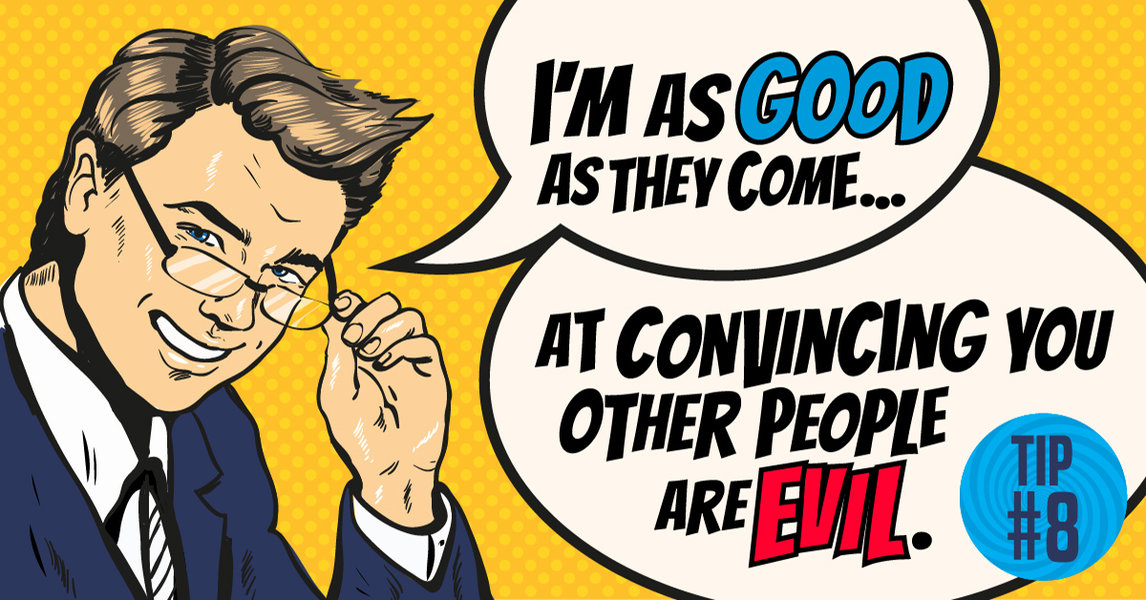 I'M AS GOOD
AS THEY COME...
AT CONVINCING YOU
OTHER PEOPLE
ARE EVIL.
TIP
#8